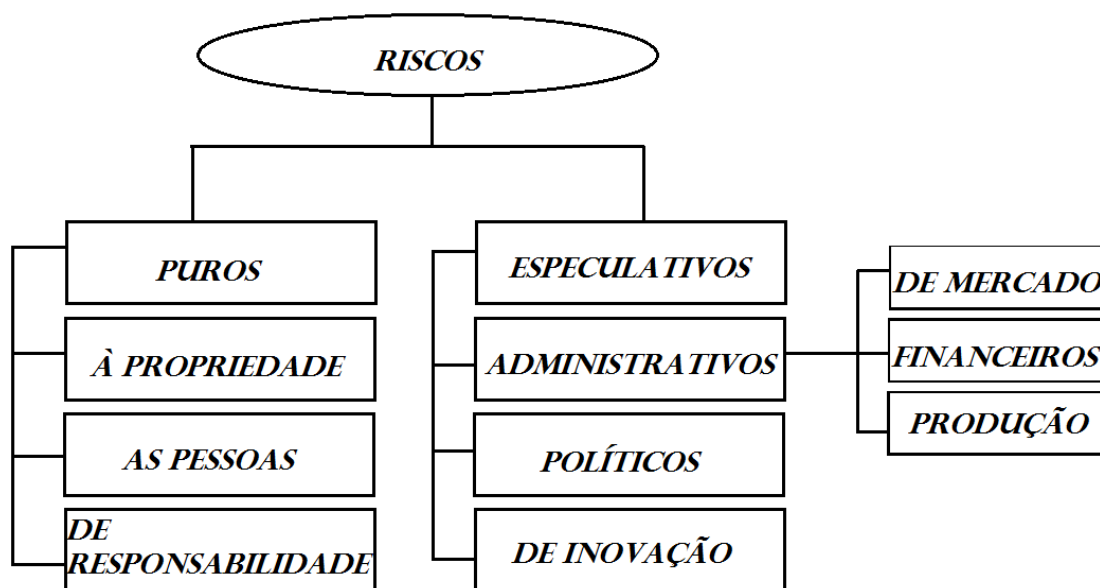 RISCOS
PUROS
À PROPRIEDADE
AS PESSOAS
DE
RESPONSABILIDADE
ESPECULATIVOS
ADMINISTRATIVOS
POLÍTICOS
DE INOVAÇÃO
DE MERCADO
FINANCEIROS
PRODUÇÃO